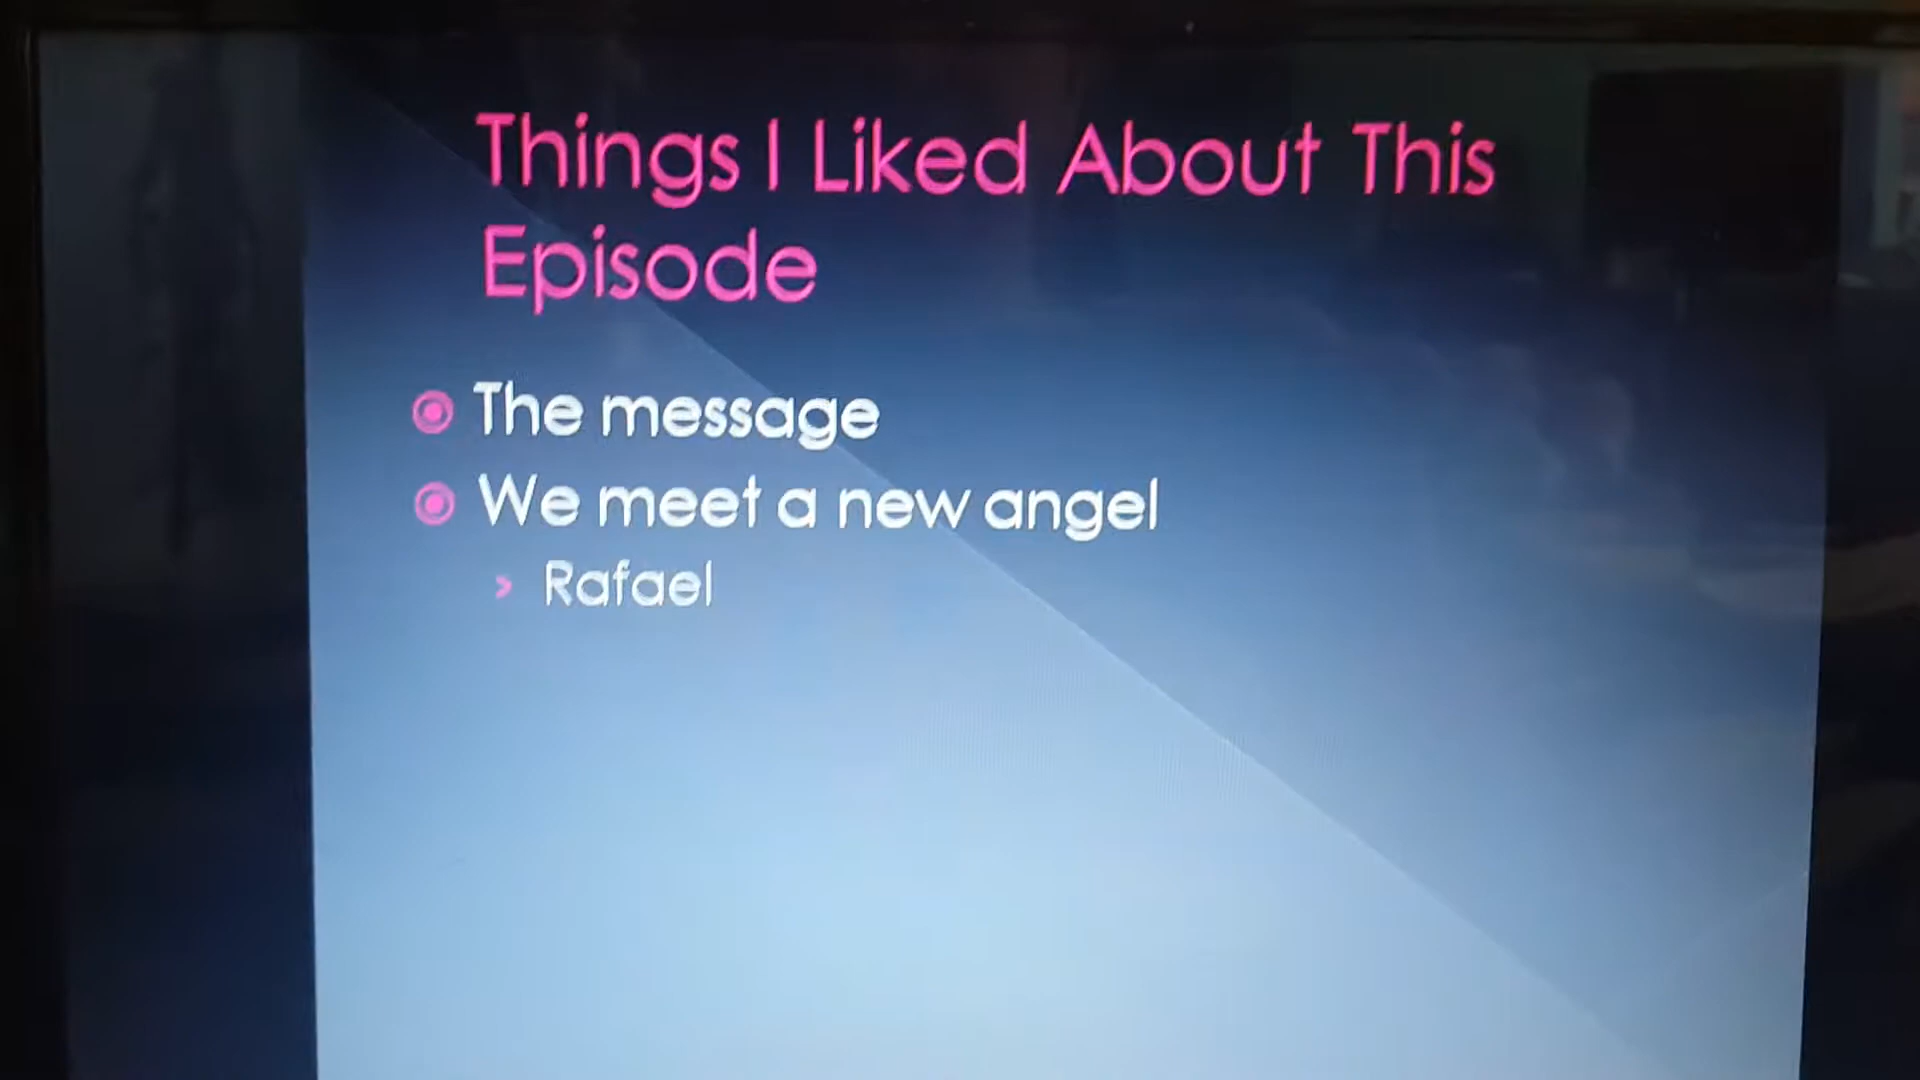 Things I Liked About This
Episode
The message
We meet a new angel
Rafael